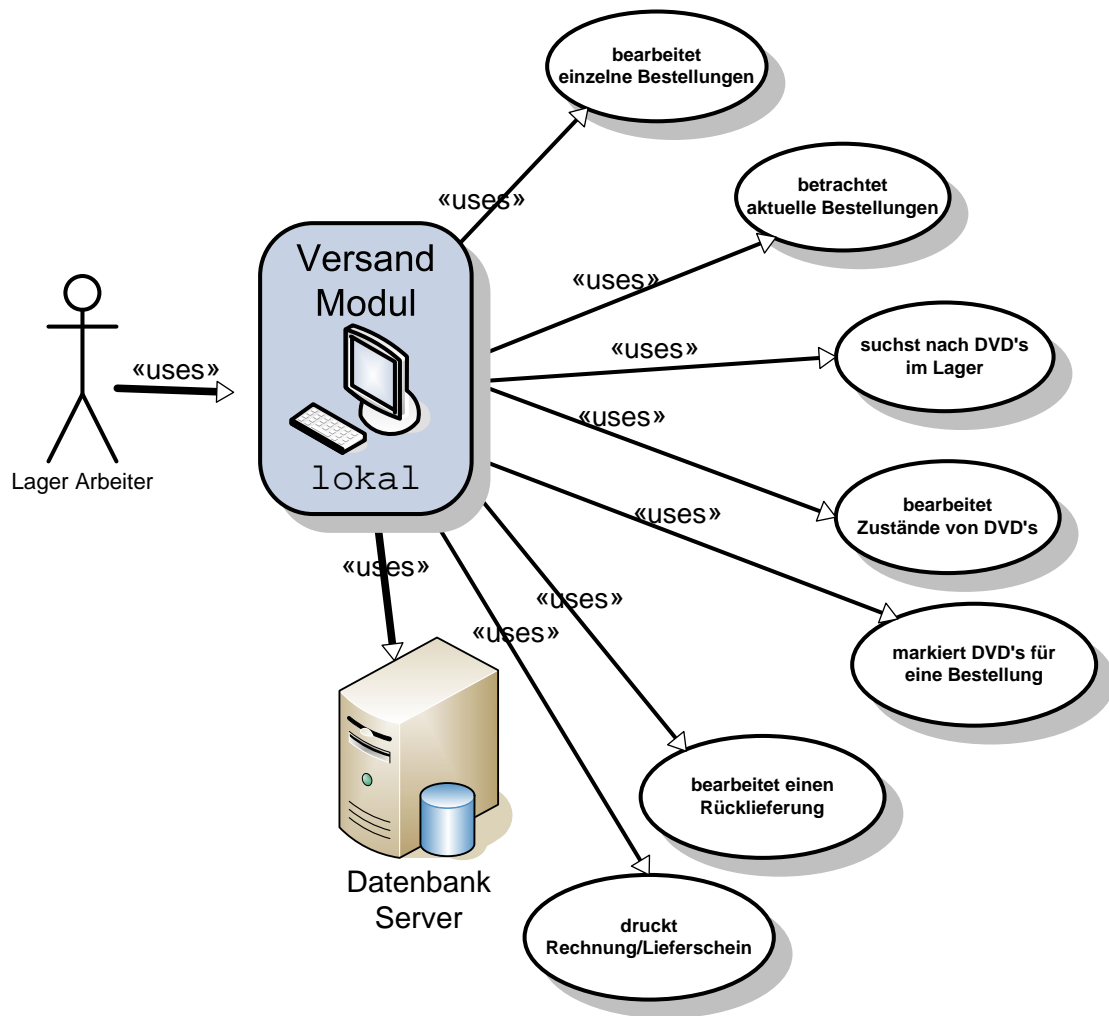 bearbeitet
einzelne Bestellungen
«uses»
betrachtet
aktuelle Bestellungen
«uses»
Versand
Modul
lokal
«uses»
Lager Arbeiter
«uses»
suchst nach DVD's
im Lager
«uses»
bearbeitet
Zustände von DVD's
«uses»
markiert DVD's für
eine Bestellung
«uses»
«uses»
«uses»
bearbeitet einen
Rücklieferung
Datenbank
Server
druckt
Rechnung/Lieferschein